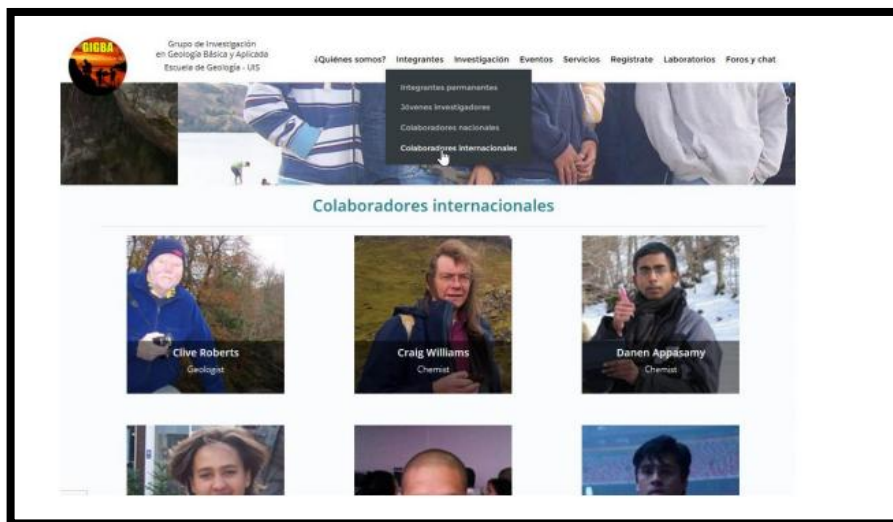 GIGBA
Grupo de Investigación
en Geología Básica y Aplicada
Escuela de Geología - UIS
¿Quiénes somos? Integrantes Investigación Eventos Servicios Registrate Laboratorios Foros y chat
Integrantes permanentes
Jóvenes investigadores
Colaboradores nacionales
Colaboradores internacionales
Colaboradores internacionales
Clive Roberts
Geologist
Craig Williams
Chemist
Danen Appasamy
Chemist